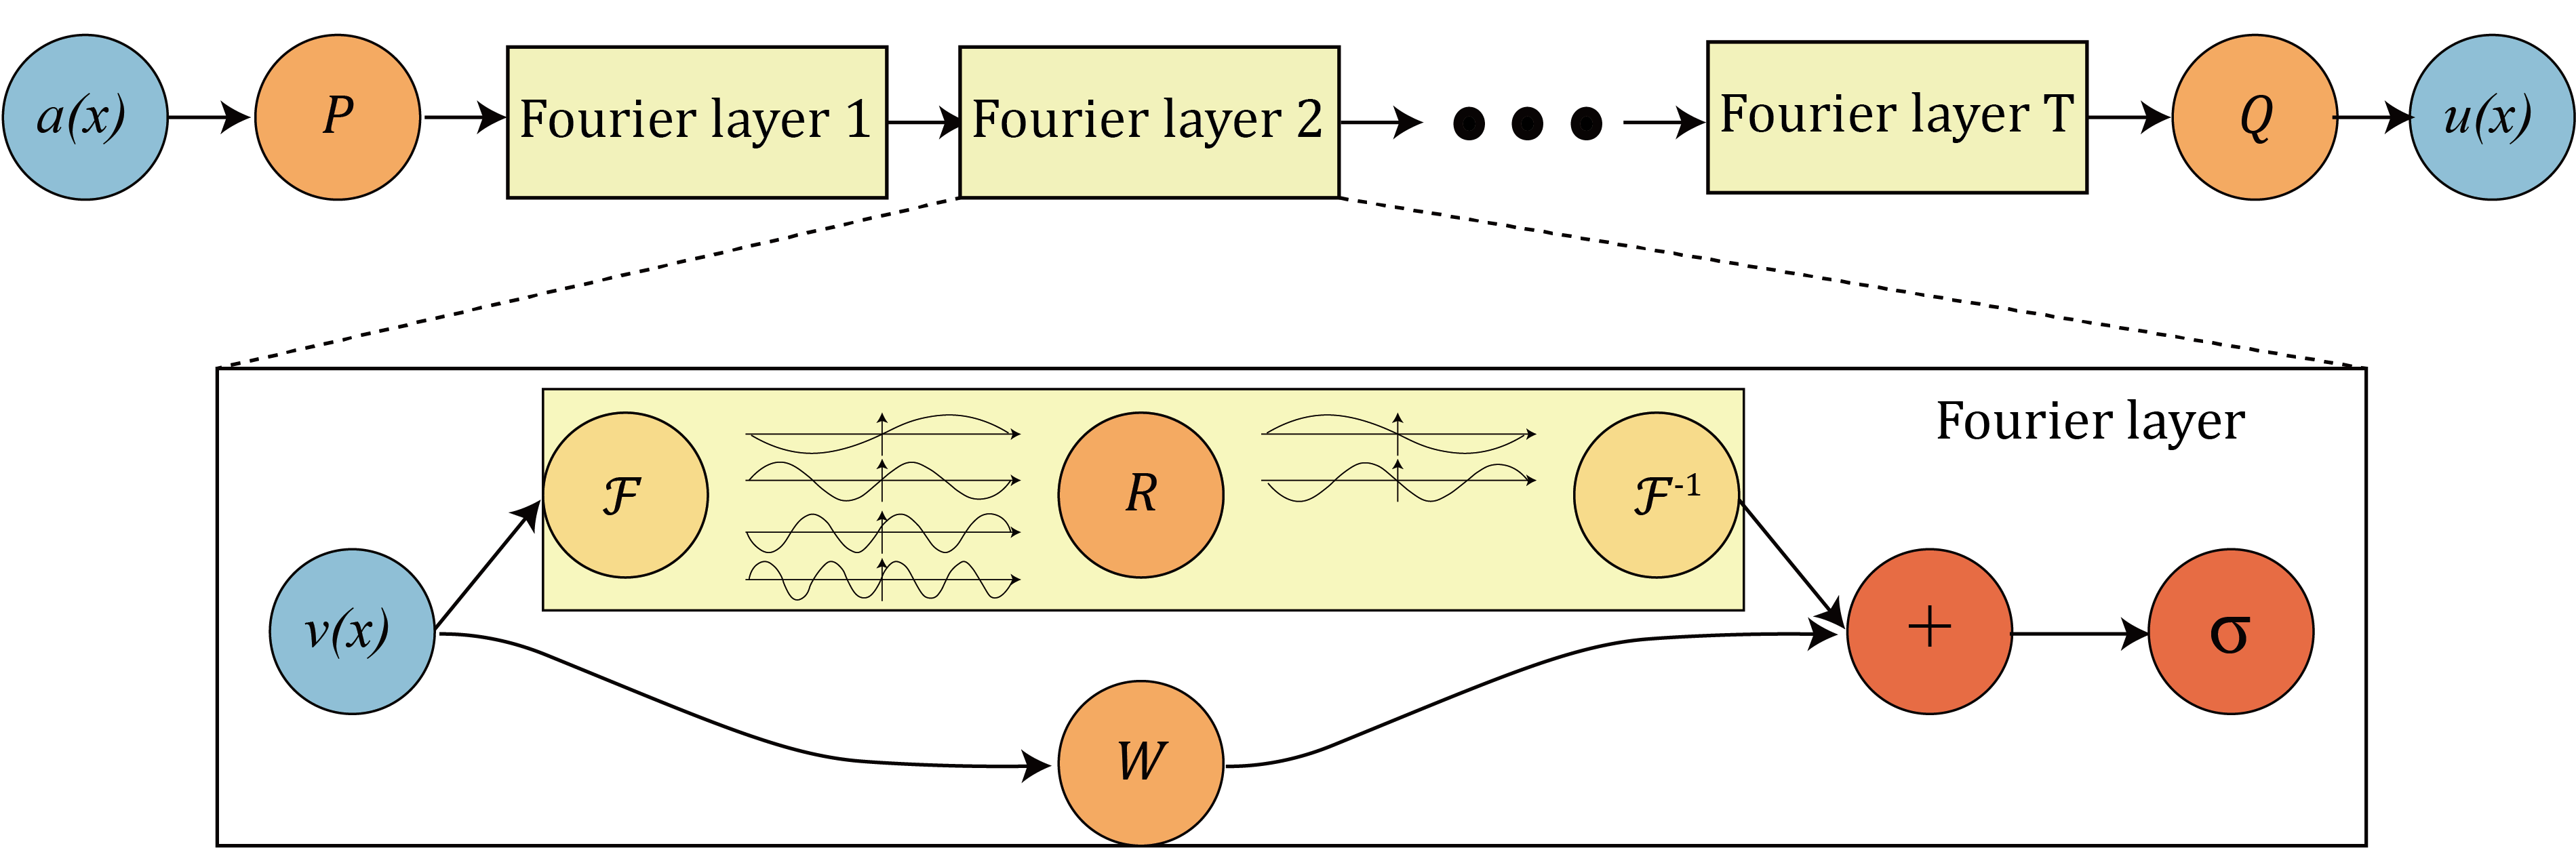 a(x) P Fourier layer 1 Fourier layer 2 Fourier layer T Q u(x)
Fourier layer
ℱ R ℱ⁻¹
v(x) + σ
W